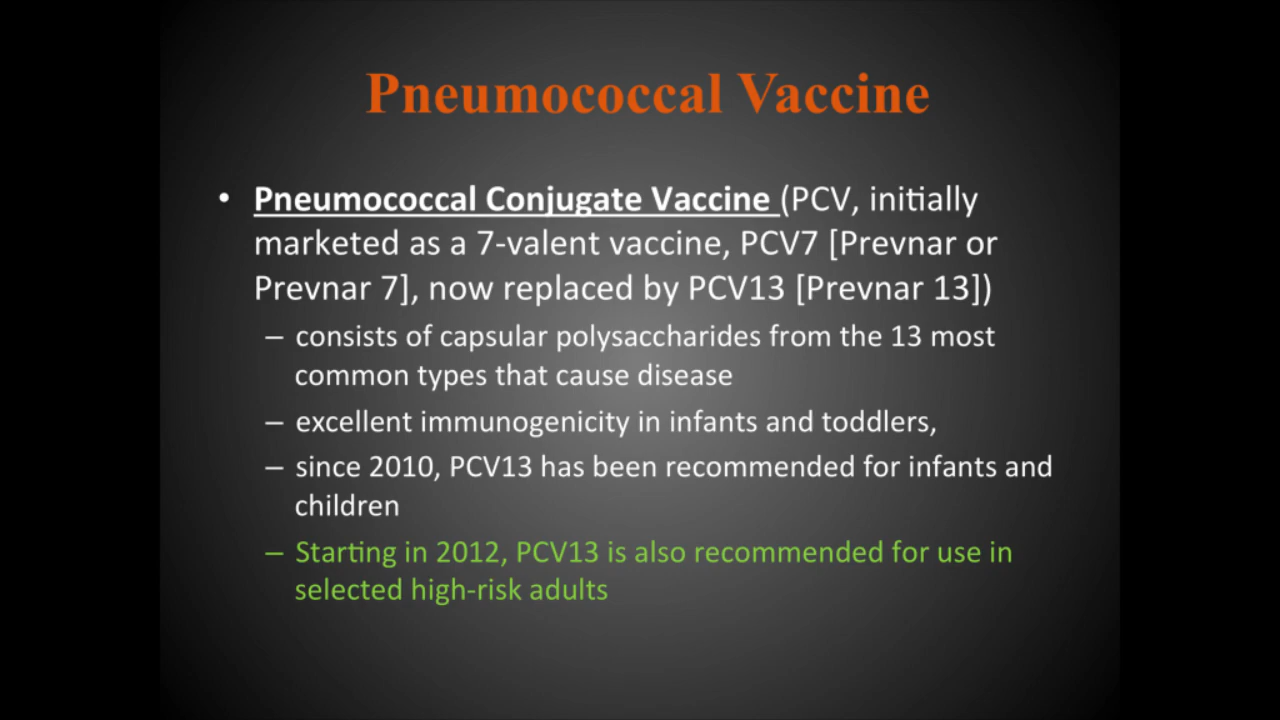 Pneumococcal Vaccine
• Pneumococcal Conjugate Vaccine (PCV, initially
marketed as a 7-valent vaccine, PCV7 [Prevnar or
Prevnar 7], now replaced by PCV13 [Prevnar 13])
– consists of capsular polysaccharides from the 13 most
common types that cause disease
– excellent immunogenicity in infants and toddlers,
– since 2010, PCV13 has been recommended for infants and
children
– Starting in 2012, PCV13 is also recommended for use in
selected high-risk adults